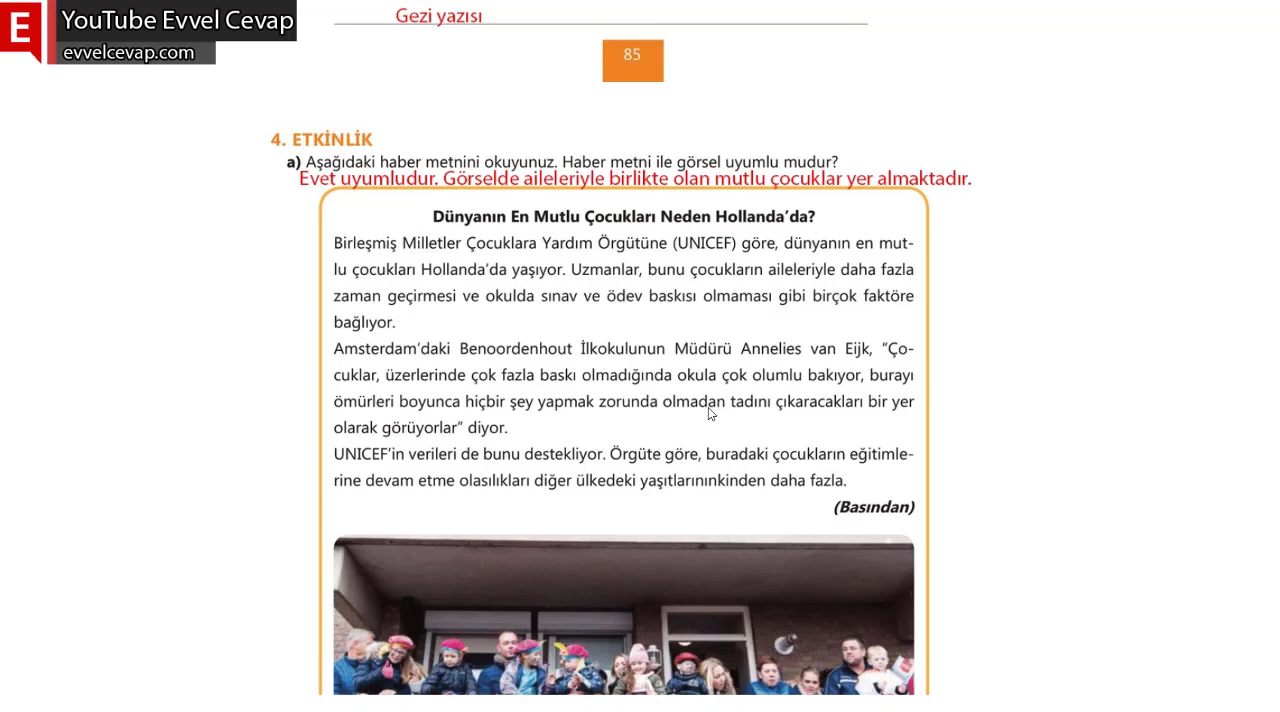 YouTube Evvel Cevap
evvelcevap.com
Gezi yazısı
85
4. ETKİNLİK
a) Aşağıdaki haber metnini okuyunuz. Haber metni ile görsel uyumlu mudur?
Evet uyumludur. Görselde aileleriyle birlikte olan mutlu çocuklar yer almaktadır.
Dünyanın En Mutlu Çocukları Neden Hollanda’da?
Birleşmiş Milletler Çocuklara Yardım Örgütüne (UNICEF) göre, dünyanın en mut-
lu çocukları Hollanda’da yaşıyor. Uzmanlar, bunu çocukların aileleriyle daha fazla
zaman geçirmesi ve okulda sınav ve ödev baskısı olmaması gibi birçok faktöre
bağlıyor.
Amsterdam’daki Benoordenhout İlkokulunun Müdürü Annelies van Eijk, “Ço-
cuklar, üzerlerinde çok fazla baskı olmadığında okula çok olumlu bakıyor, burayı
ömürleri boyunca hiçbir şey yapmak zorunda olmadan tadını çıkaracakları bir yer
olarak görüyorlar” diyor.
UNICEF’in verileri de bunu destekliyor. Örgüte göre, buradaki çocukların eğitimle-
rine devam etme olasılıkları diğer ülkedeki yaşıtlarınınkinden daha fazla.
(Basından)